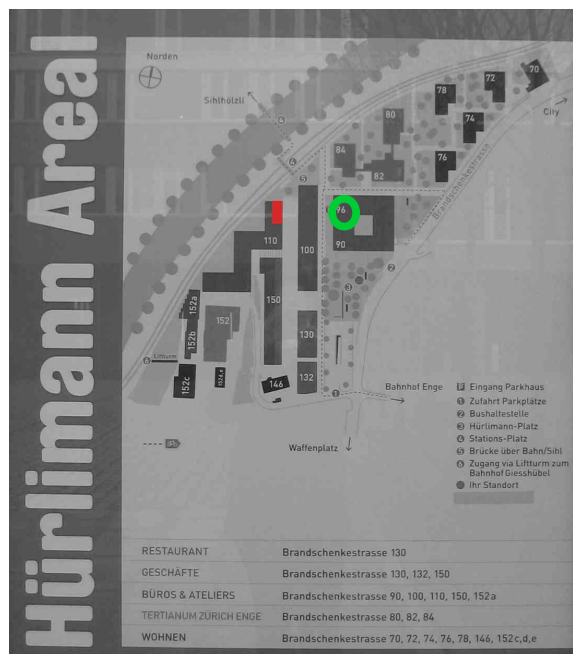 Hürlimann Areal
Norden
Sihlhölzli
City
70
72
78
74
76
80
84
82
Brandschenkestrasse
96
90
110
100
150
152a
152
152b
130
132
Liftturm
152c
146
Bahnhof Enge
Waffenplatz
P Eingang Parkhaus
1 Zufahrt Parkplätze
2 Bushaltestelle
3 Hürlimann-Platz
4 Stations-Platz
5 Brücke über Bahn/Sihl
6 Zugang via Liftturm zum
Bahnhof Giesshübel
Ihr Standort
RESTAURANT Brandschenkestrasse 130
GESCHÄFTE Brandschenkestrasse 130, 132, 150
BÜROS & ATELIERS Brandschenkestrasse 90, 100, 110, 150, 152a
TERTIANUM ZÜRICH ENGE Brandschenkestrasse 80, 82, 84
WOHNEN Brandschenkestrasse 70, 72, 74, 76, 78, 146, 152c,d,e